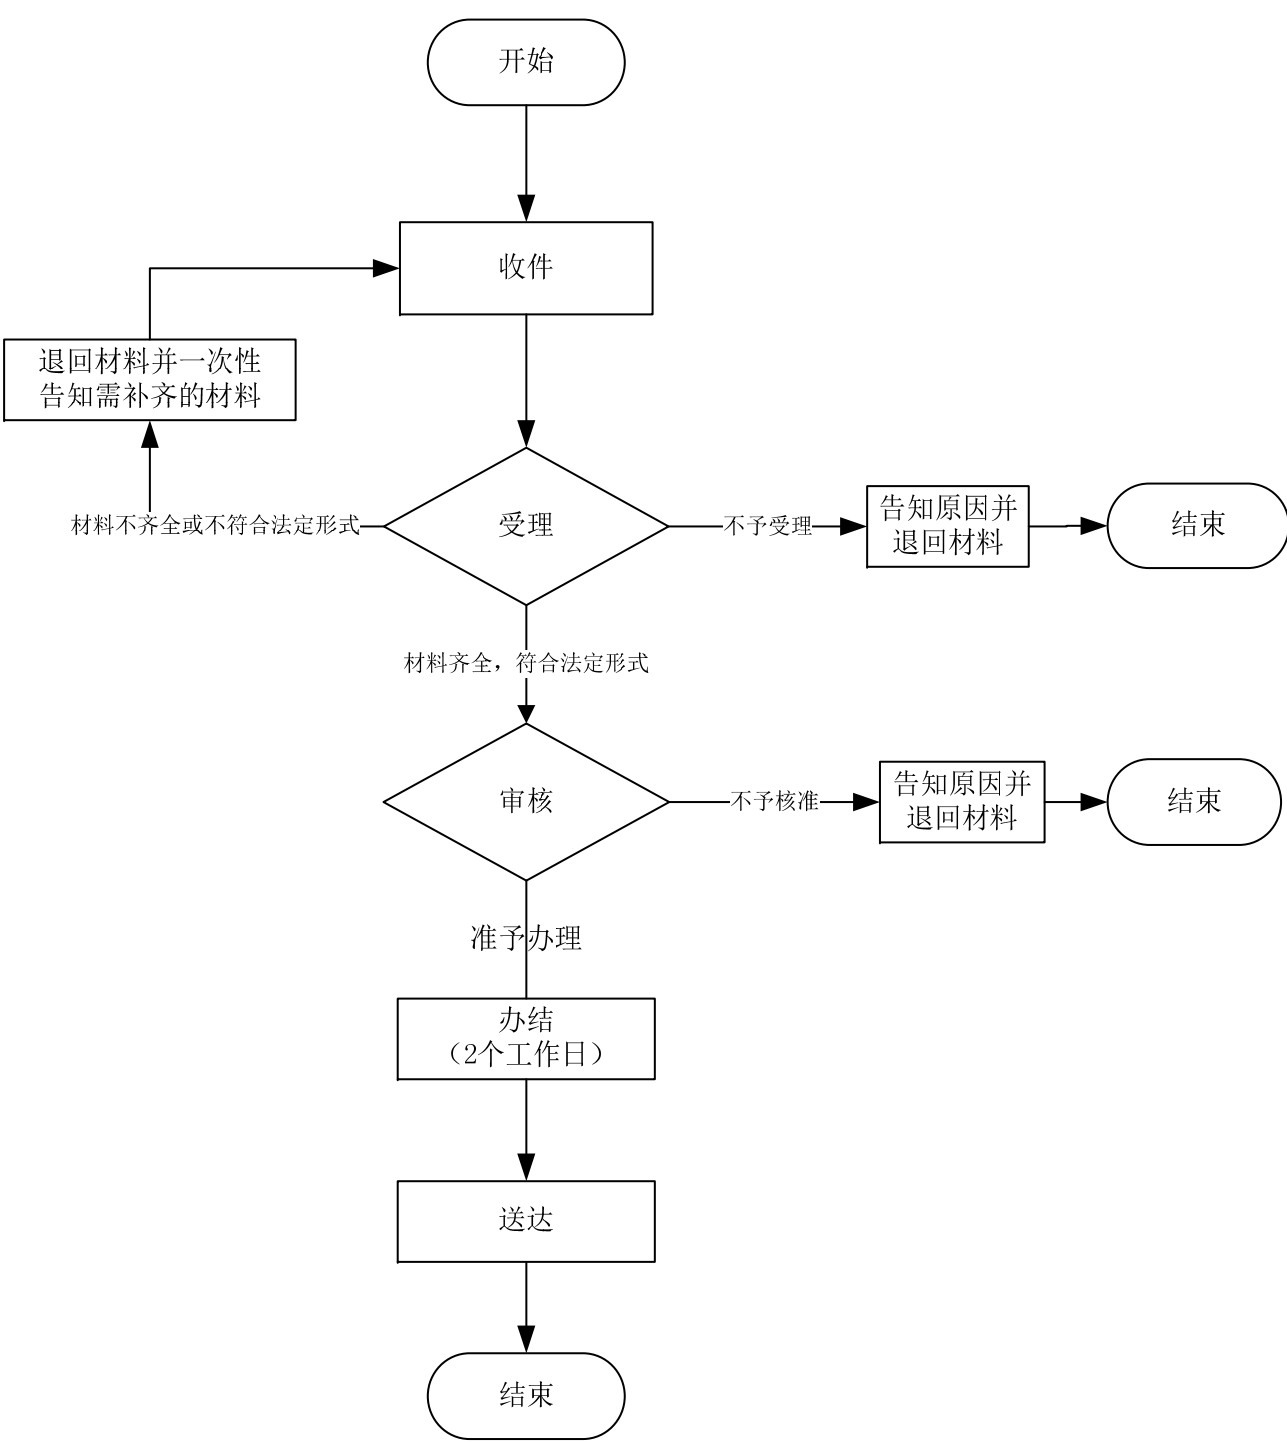 开始
收件
退回材料并一次性
告知需补齐的材料
材料不齐全或不符合法定形式
受理
不予受理
告知原因并
退回材料
结束
材料齐全，符合法定形式
审核
不予核准
告知原因并
退回材料
结束
准予办理
办结
（2个工作日）
送达
结束